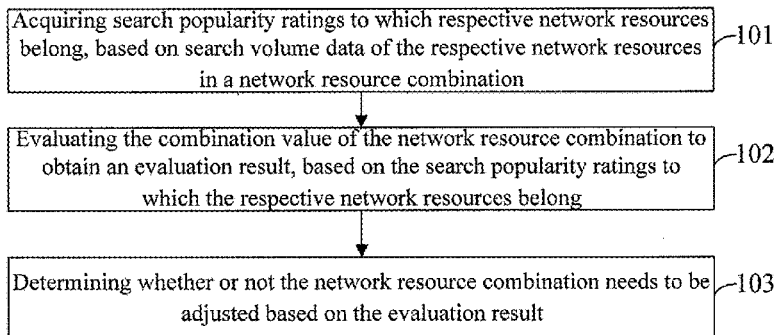 Acquiring search popularity ratings to which respective network resources
belong, based on search volume data of the respective network resources
in a network resource combination
101
Evaluating the combination value of the network resource combination to
obtain an evaluation result, based on the search popularity ratings to
which the respective network resources belong
102
Determining whether or not the network resource combination needs to be
adjusted based on the evaluation result
103